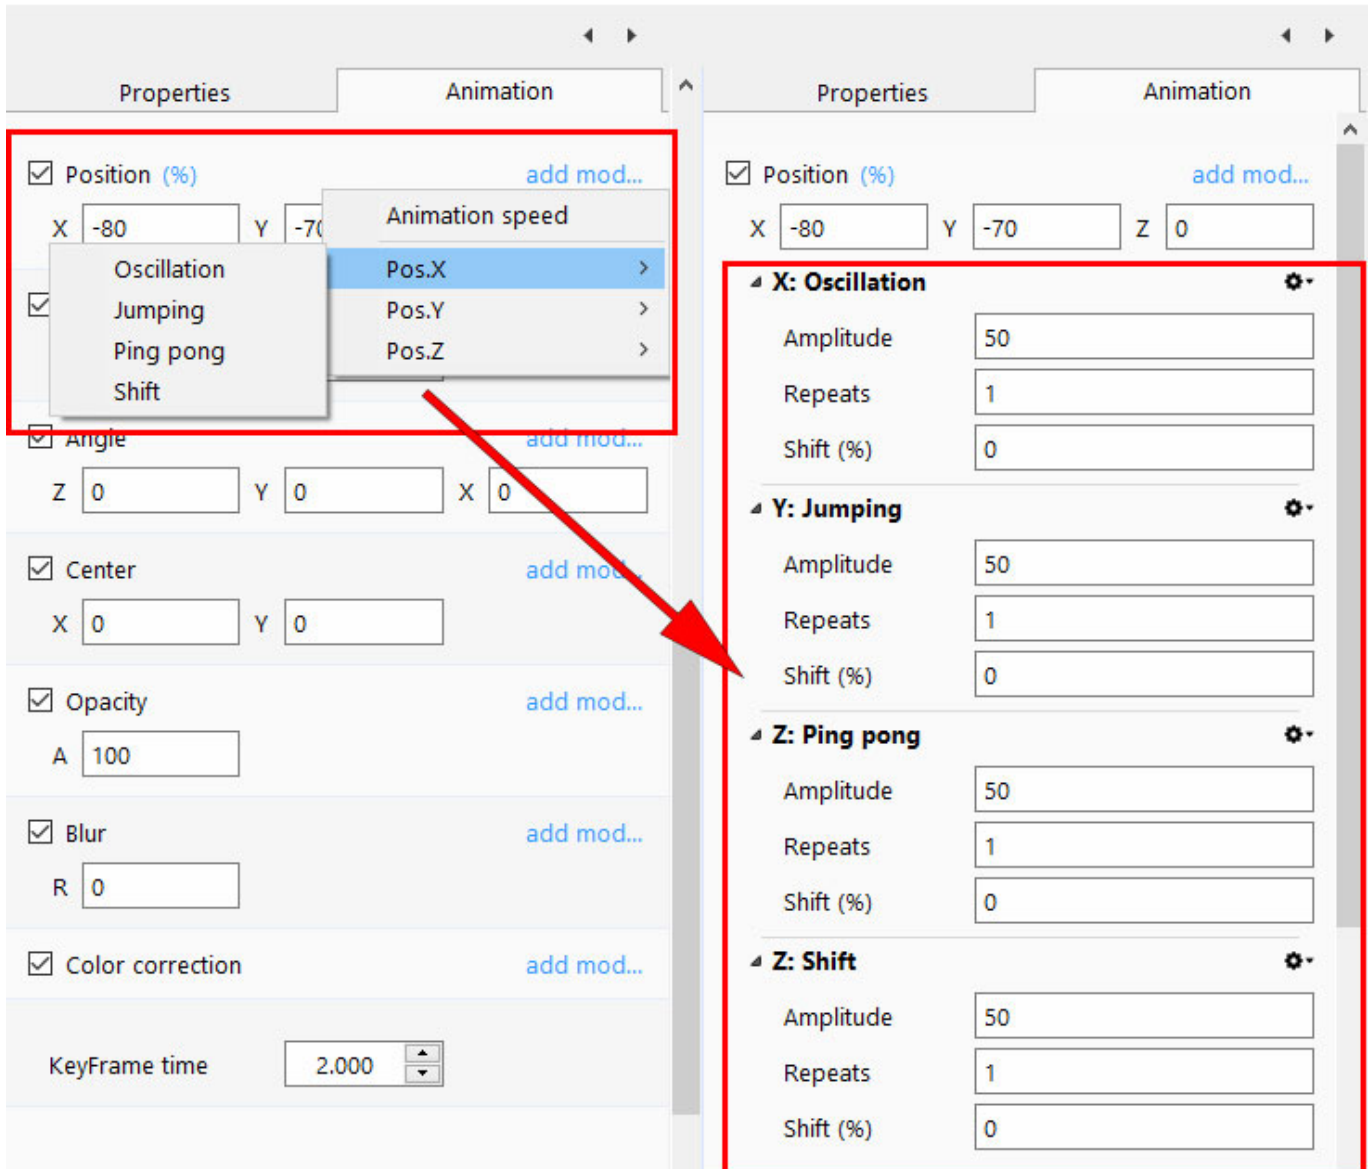 Properties
Animation
Position (%)
add mod...
X -80
Y -70
Animation speed
Pos.X
Pos.Y
Pos.Z
Oscillation
Jumping
Ping pong
Shift
Angle
add mod...
Z 0 Y 0 X 0
Center
add mod...
X 0 Y 0
Opacity
add mod...
A 100
Blur
add mod...
R 0
Color correction
add mod...
KeyFrame time 2.000
Properties
Animation
Position (%)
add mod...
X -80 Y -70 Z 0
X: Oscillation
Amplitude 50
Repeats 1
Shift (%) 0
Y: Jumping
Amplitude 50
Repeats 1
Shift (%) 0
Z: Ping pong
Amplitude 50
Repeats 1
Shift (%) 0
Z: Shift
Amplitude 50
Repeats 1
Shift (%) 0